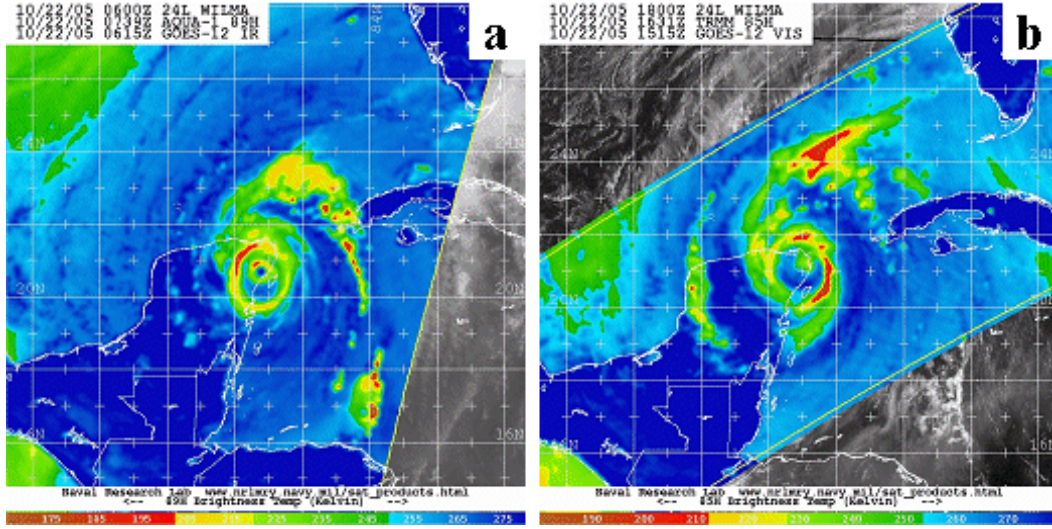 10/22/05 0600Z 24L WILMA
10/22/05 0739Z AQUA-1 89H
10/22/05 0615Z GOES-12 IR
a
84W
24N
20N
16N
Naval Research Lab www.nrlmry.navy.mil/sat_products.html
<-- 89H Brightness Temp (Kelvin) -->
175 185 195 205 215 225 235 245 255 265 275
10/22/05 1800Z 24L WILMA
10/22/05 1631Z TRMM 85H
10/22/05 1515Z GOES-12 VIS
b
84W
24N
20N
16N
Naval Research Lab www.nrlmry.navy.mil/sat_products.html
<-- 85H Brightness Temp (Kelvin) -->
190 200 210 220 230 240 250 260 270